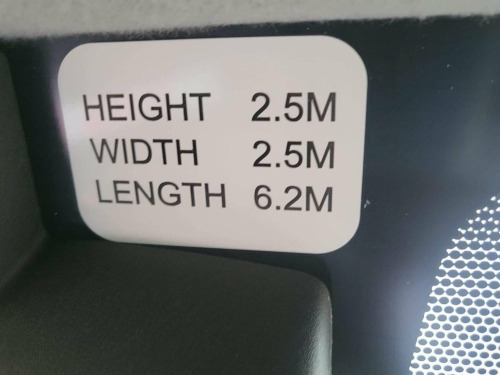 HEIGHT 2.5M
WIDTH 2.5M
LENGTH 6.2M